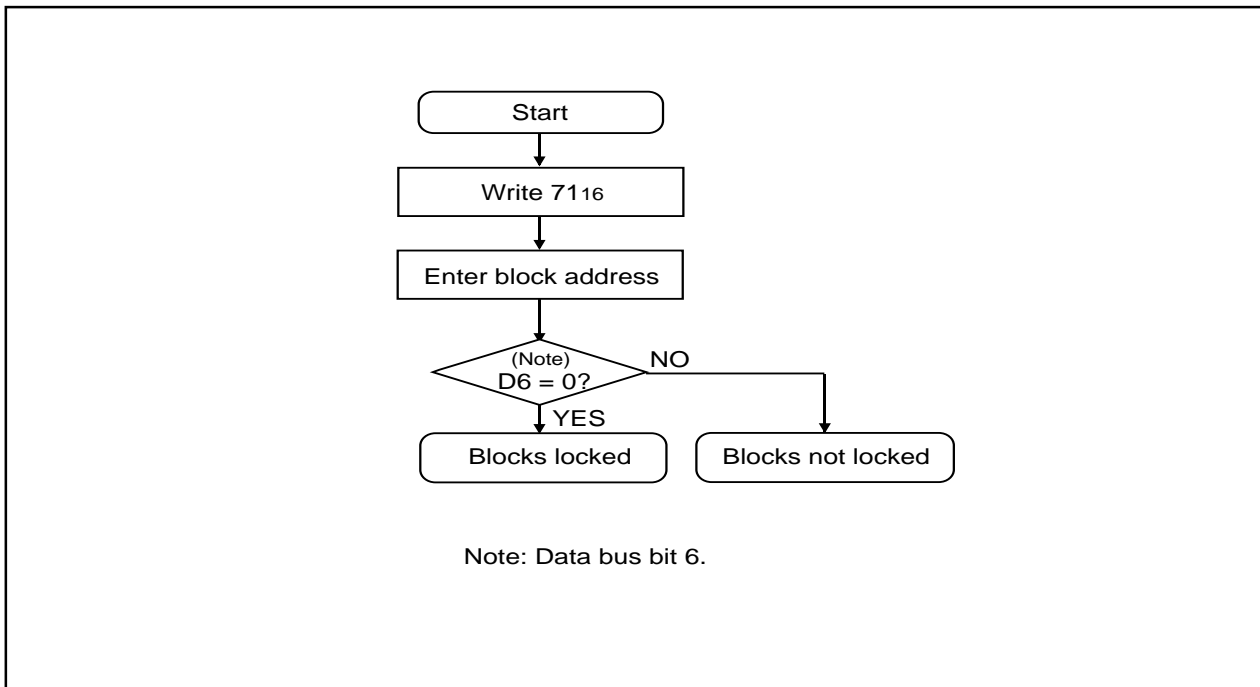 Start
Write 7116
Enter block address
(Note)
D6 = 0?
NO
YES
Blocks locked
Blocks not locked
Note: Data bus bit 6.